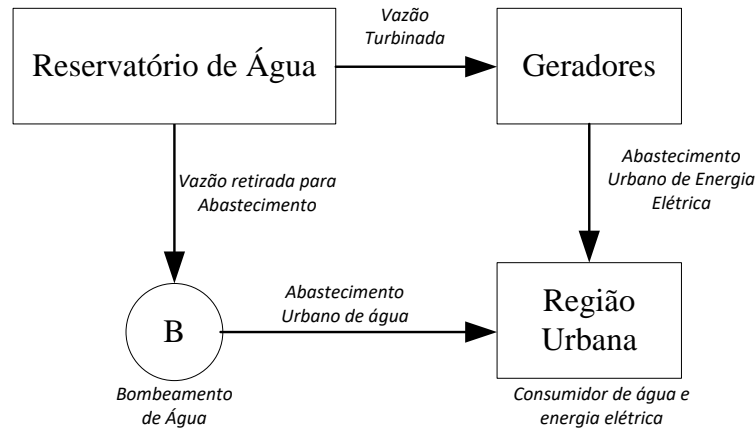 Reservatório de Água
Vazão
Turbinada
Geradores
Vazão retirada para
Abastecimento
Abastecimento
Urbano de Energia
Elétrica
B
Bombeamento
de Água
Abastecimento
Urbano de água
Região
Urbana
Consumidor de água e
energia elétrica